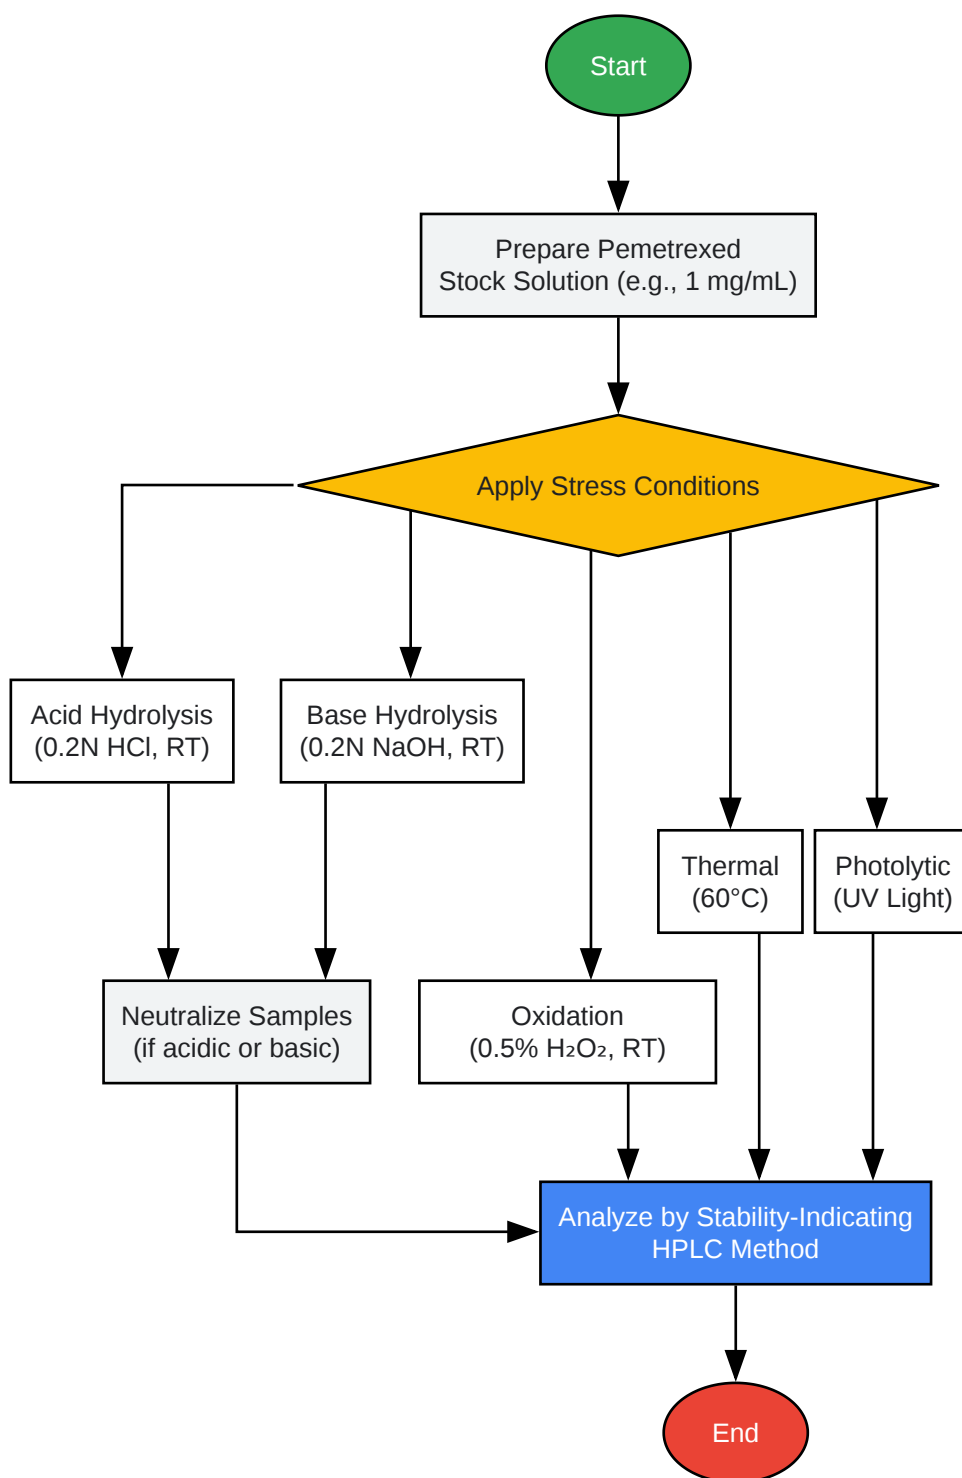 Start
Prepare Pemetrexed
Stock Solution (e.g., 1 mg/mL)
Apply Stress Conditions
Acid Hydrolysis
(0.2N HCl, RT)
Base Hydrolysis
(0.2N NaOH, RT)
Thermal
(60°C)
Photolytic
(UV Light)
Neutralize Samples
(if acidic or basic)
Oxidation
(0.5% H₂O₂, RT)
Analyze by Stability-Indicating
HPLC Method
End